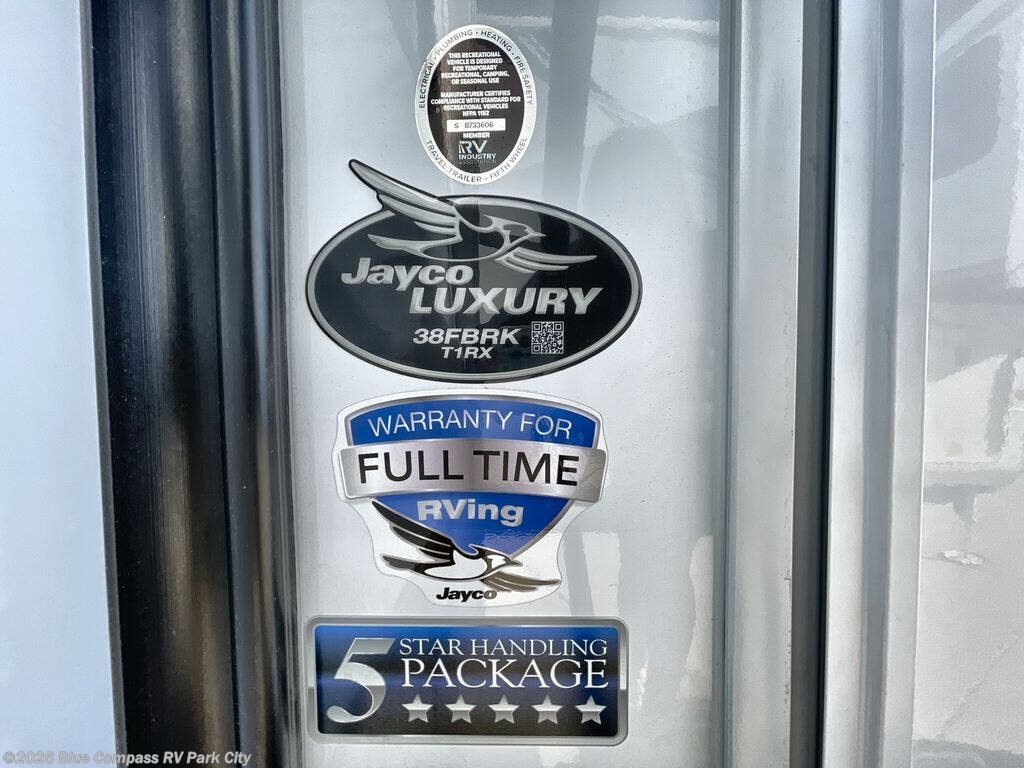 ELECTRICAL • PLUMBING • HEATING • FIRE SAFETY
THIS RECREATIONAL
VEHICLE IS DESIGNED
FOR TEMPORARY
RECREATIONAL, CAMPING,
OR SEASONAL USE
MANUFACTURER CERTIFIES
COMPLIANCE WITH STANDARD FOR
RECREATIONAL VEHICLES
NFPA 1192
S B733606
MEMBER
RV
INDUSTRY
ASSOCIATION
TRAVEL TRAILER • FIFTH WHEEL
Jayco
LUXURY
38FBRK
T1RX
WARRANTY FOR
FULL TIME
RVing
Jayco
5 STAR HANDLING
PACKAGE
©2026 Blue Compass RV Park City